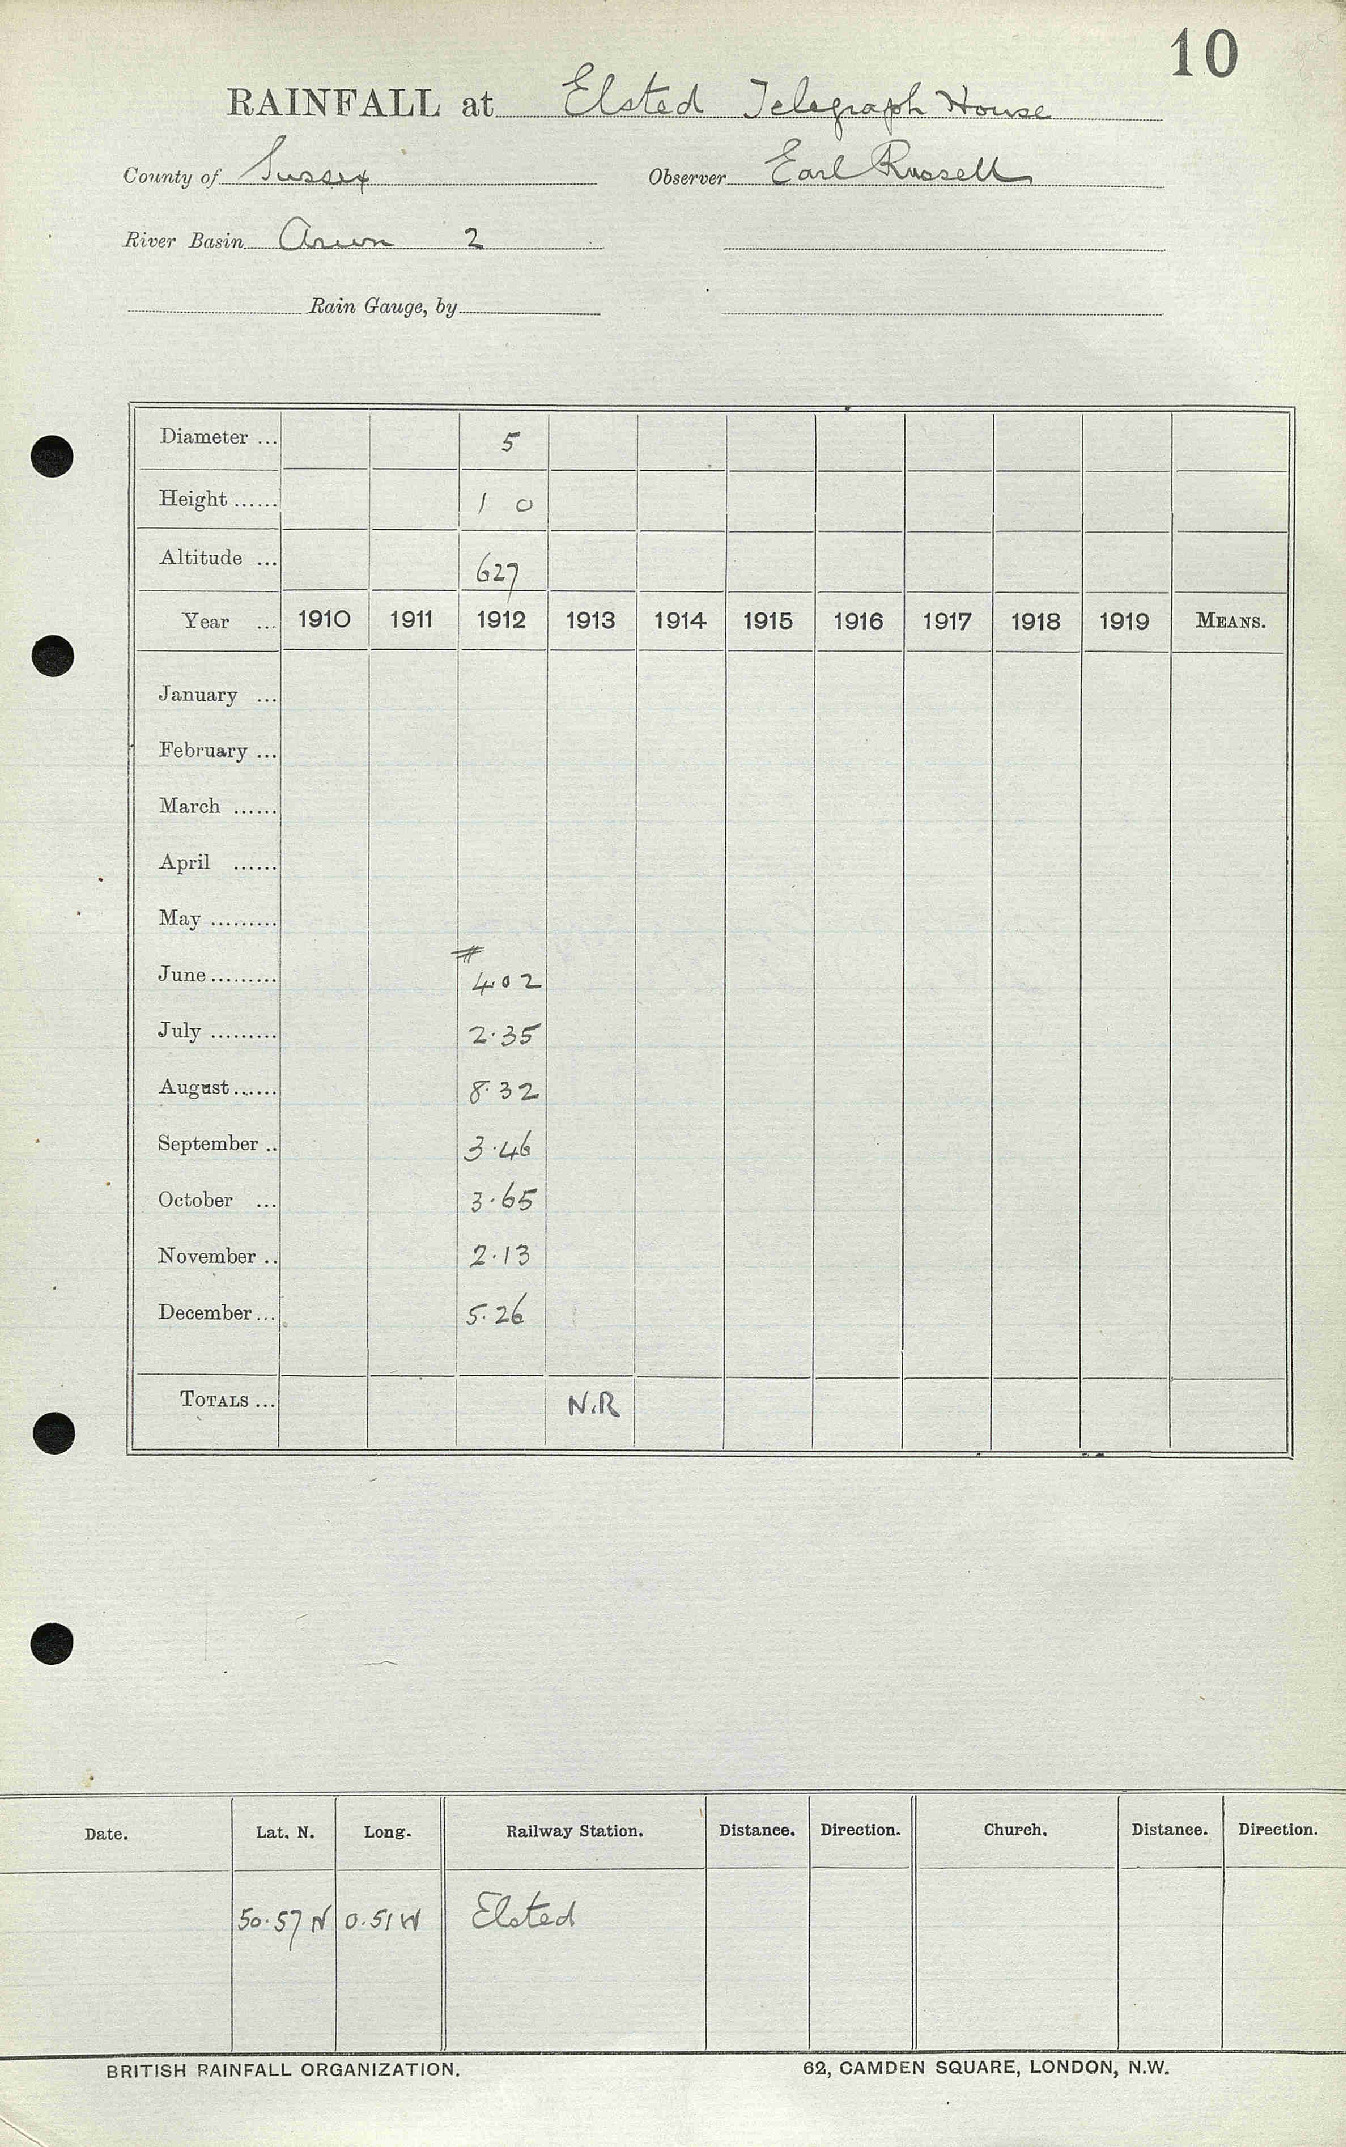 10
RAINFALL at Elsted Telegraph House
County of Sussex Observer Earl Russell
River Basin Arun 2
Rain Gauge, by
Diameter ... 5
Height ...... 1 0
Altitude ... 627
Year ... 1910 1911 1912 1913 1914 1915 1916 1917 1918 1919 MEANS.
January ...
February ...
March ......
April ......
May .........
#
June ......... 402
July ......... 2.35
August ...... 8.32
September .. 3.46
October ... 3.65
November .. 2.13
December ... 5.26
TOTALS ... N.R
Date. Lat. N. Long. Railway Station. Distance. Direction. Church. Distance. Direction.
50.57 N 0.51 W Elsted
BRITISH RAINFALL ORGANIZATION. 62, CAMDEN SQUARE, LONDON, N.W.